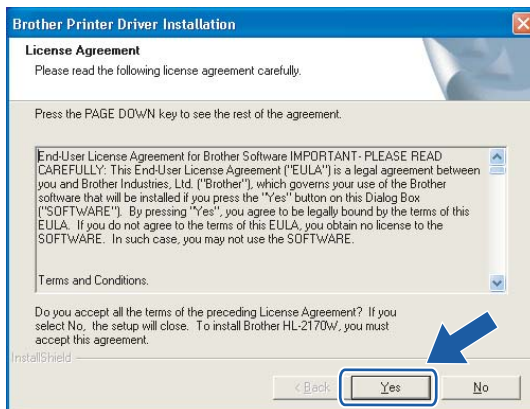 Brother Printer Driver Installation
License Agreement
Please read the following license agreement carefully.
Press the PAGE DOWN key to see the rest of the agreement.
End-User License Agreement for Brother Software IMPORTANT- PLEASE READ
CAREFULLY: This End-User License Agreement ("EULA") is a legal agreement between
you and Brother Industries, Ltd. ("Brother"), which governs your use of the Brother
software that will be installed if you press the "Yes" button on this Dialog Box
("SOFTWARE"). By pressing "Yes", you agree to be legally bound by the terms of this
EULA. If you do not agree to the terms of this EULA, you obtain no license to the
SOFTWARE. In such case, you may not use the SOFTWARE.
Terms and Conditions.
Do you accept all the terms of the preceding License Agreement? If you
select No, the setup will close. To install Brother HL-2170W, you must
accept this agreement.
InstallShield
< Back Yes No